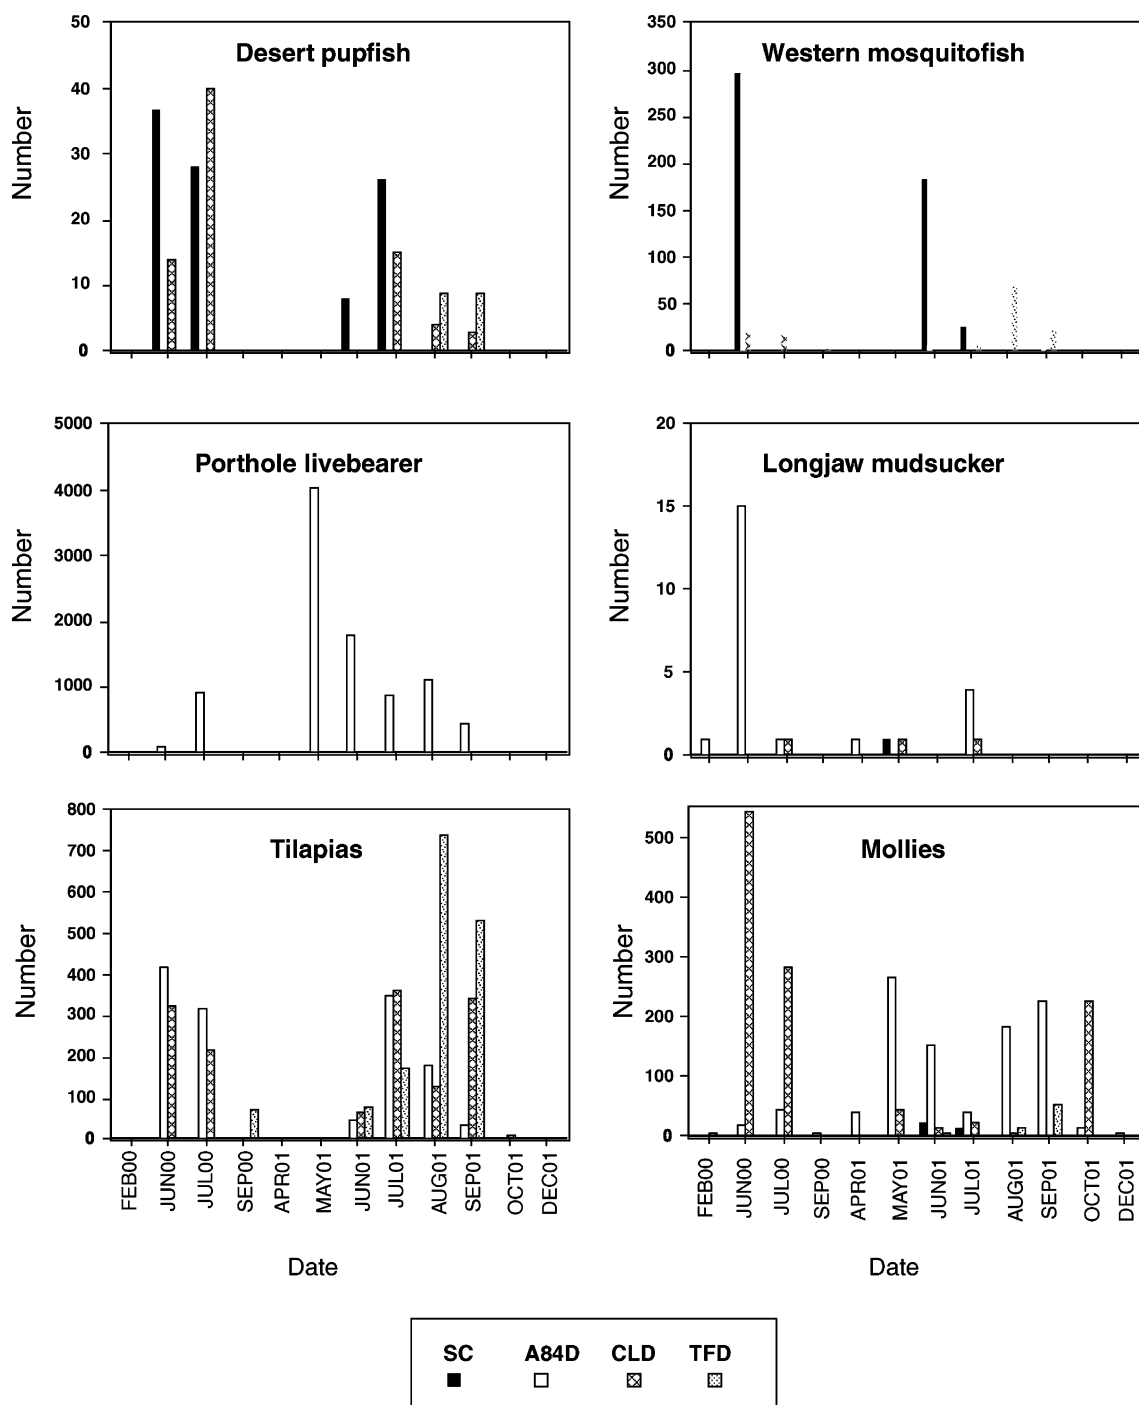 Desert pupfish
Number
50
40
30
20
10
0
Western mosquitofish
Number
350
300
250
200
150
100
50
0
Porthole livebearer
Number
5000
4000
3000
2000
1000
0
Longjaw mudsucker
Number
20
15
10
5
0
Tilapias
Number
800
700
600
500
400
300
200
100
0
FEB00 JUN00 JUL00 SEP00 APR01 MAY01 JUN01 JUL01 AUG01 SEP01 OCT01 DEC01
Date
Mollies
Number
500
400
300
200
100
0
FEB00 JUN00 JUL00 SEP00 APR01 MAY01 JUN01 JUL01 AUG01 SEP01 OCT01 DEC01
Date
SC A84D CLD TFD